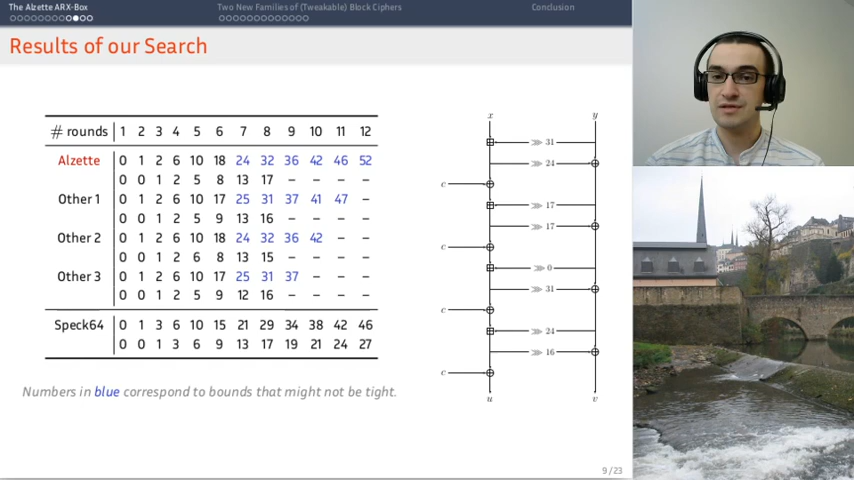 The Alzette ARX-Box Two New Families of (Tweakable) Block Ciphers Conclusion
Results of our Search
# rounds 1 2 3 4 5 6 7 8 9 10 11 12
Alzette 0 1 2 6 10 18 24 32 36 42 46 52
0 0 1 2 5 8 13 17 – – – –
Other 1 0 1 2 6 10 17 25 31 37 41 47 –
0 0 1 2 5 9 13 16 – – – –
Other 2 0 1 2 6 10 18 24 32 36 42 – –
0 0 1 2 6 8 13 15 – – – –
Other 3 0 1 2 6 10 17 25 31 37 – – –
0 0 1 2 5 9 12 16 – – – –
Speck64 0 1 3 6 10 15 21 29 34 38 42 46
0 0 1 3 6 9 13 17 19 21 24 27
Numbers in blue correspond to bounds that might not be tight.
x y
⋙ 31
⋙ 24
c
⋙ 17
⋙ 17
c
⋙ 0
⋙ 31
c
⋙ 24
⋙ 16
c
u v
9 / 23